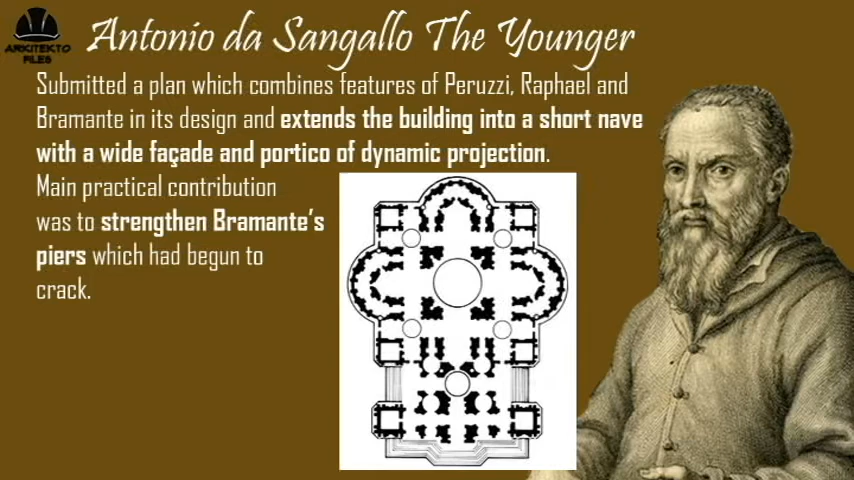 ARKITEKTO
FILES
Antonio da Sangallo The Younger
Submitted a plan which combines features of Peruzzi, Raphael and
Bramante in its design and extends the building into a short nave
with a wide façade and portico of dynamic projection.
Main practical contribution
was to strengthen Bramante's
piers which had begun to
crack.